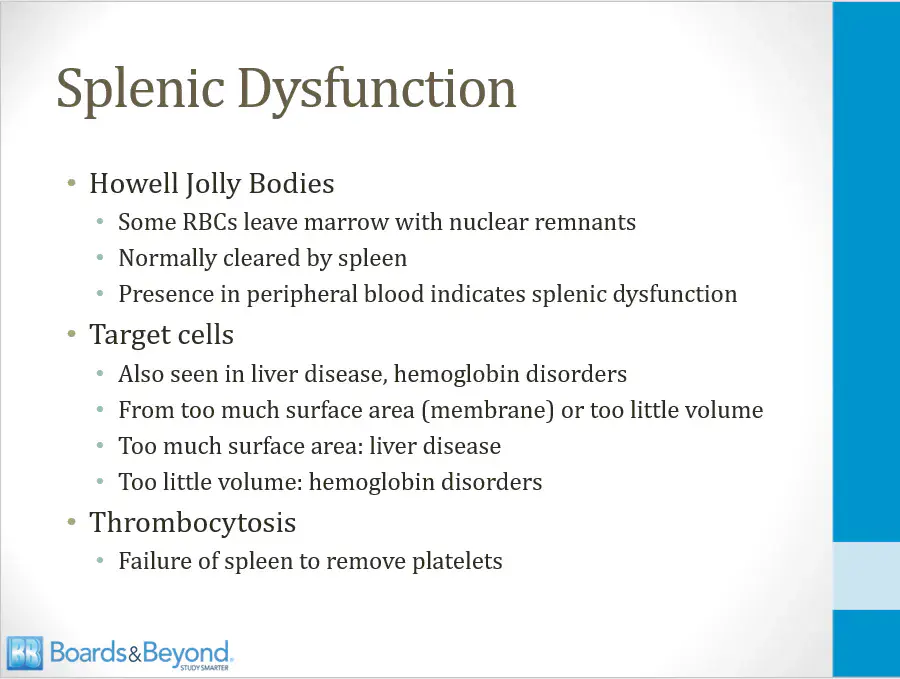 Splenic Dysfunction
• Howell Jolly Bodies
• Some RBCs leave marrow with nuclear remnants
• Normally cleared by spleen
• Presence in peripheral blood indicates splenic dysfunction
• Target cells
• Also seen in liver disease, hemoglobin disorders
• From too much surface area (membrane) or too little volume
• Too much surface area: liver disease
• Too little volume: hemoglobin disorders
• Thrombocytosis
• Failure of spleen to remove platelets
BB Boards&Beyond.
STUDY SMARTER